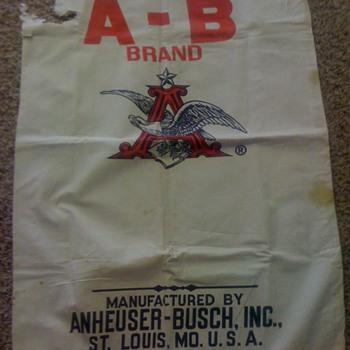 A-B
BRAND
A
®
MANUFACTURED BY
ANHEUSER-BUSCH, INC.,
ST. LOUIS, MO. U. S. A.